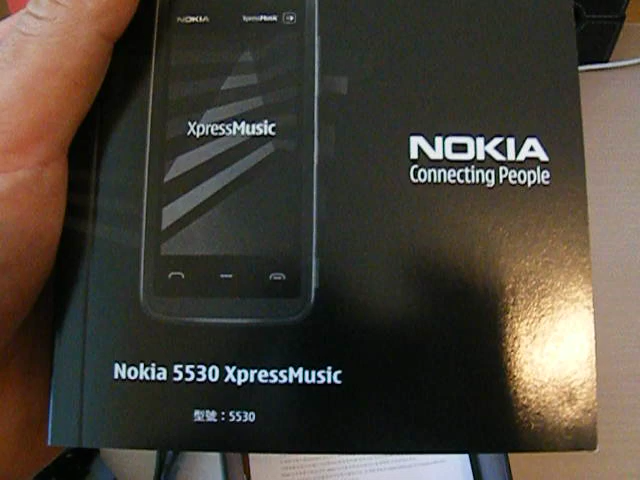 NOKIA XpressMusic
XpressMusic
NOKIA
Connecting People
Nokia 5530 XpressMusic
型號：5530